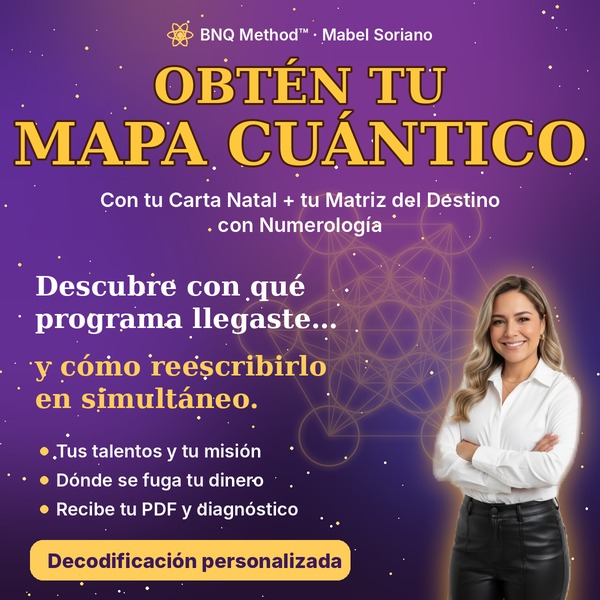 BNQ Method™ · Mabel Soriano
OBTÉN TU
MAPA CUÁNTICO
Con tu Carta Natal + tu Matriz del Destino
con Numerología
Descubre con qué
programa llegaste...
y cómo reescribirlo
en simultáneo.
Tus talentos y tu misión
Dónde se fuga tu dinero
Recibe tu PDF y diagnóstico
Decodificación personalizada